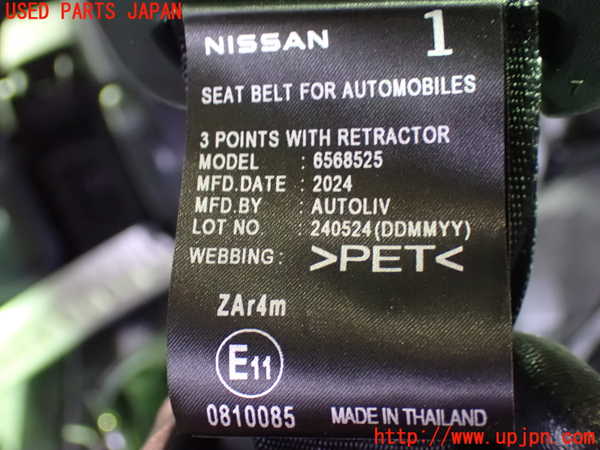 USED PARTS JAPAN
NISSAN 1
SEAT BELT FOR AUTOMOBILES
3 POINTS WITH RETRACTOR
MODEL : 6568525
MFD.DATE : 2024
MFD.BY : AUTOLIV
LOT NO. : 240524(DDMMYY)
WEBBING : >PET<
ZAr4m
E11
0810085 MADE IN THAILAND
http://www.upjpn.com/